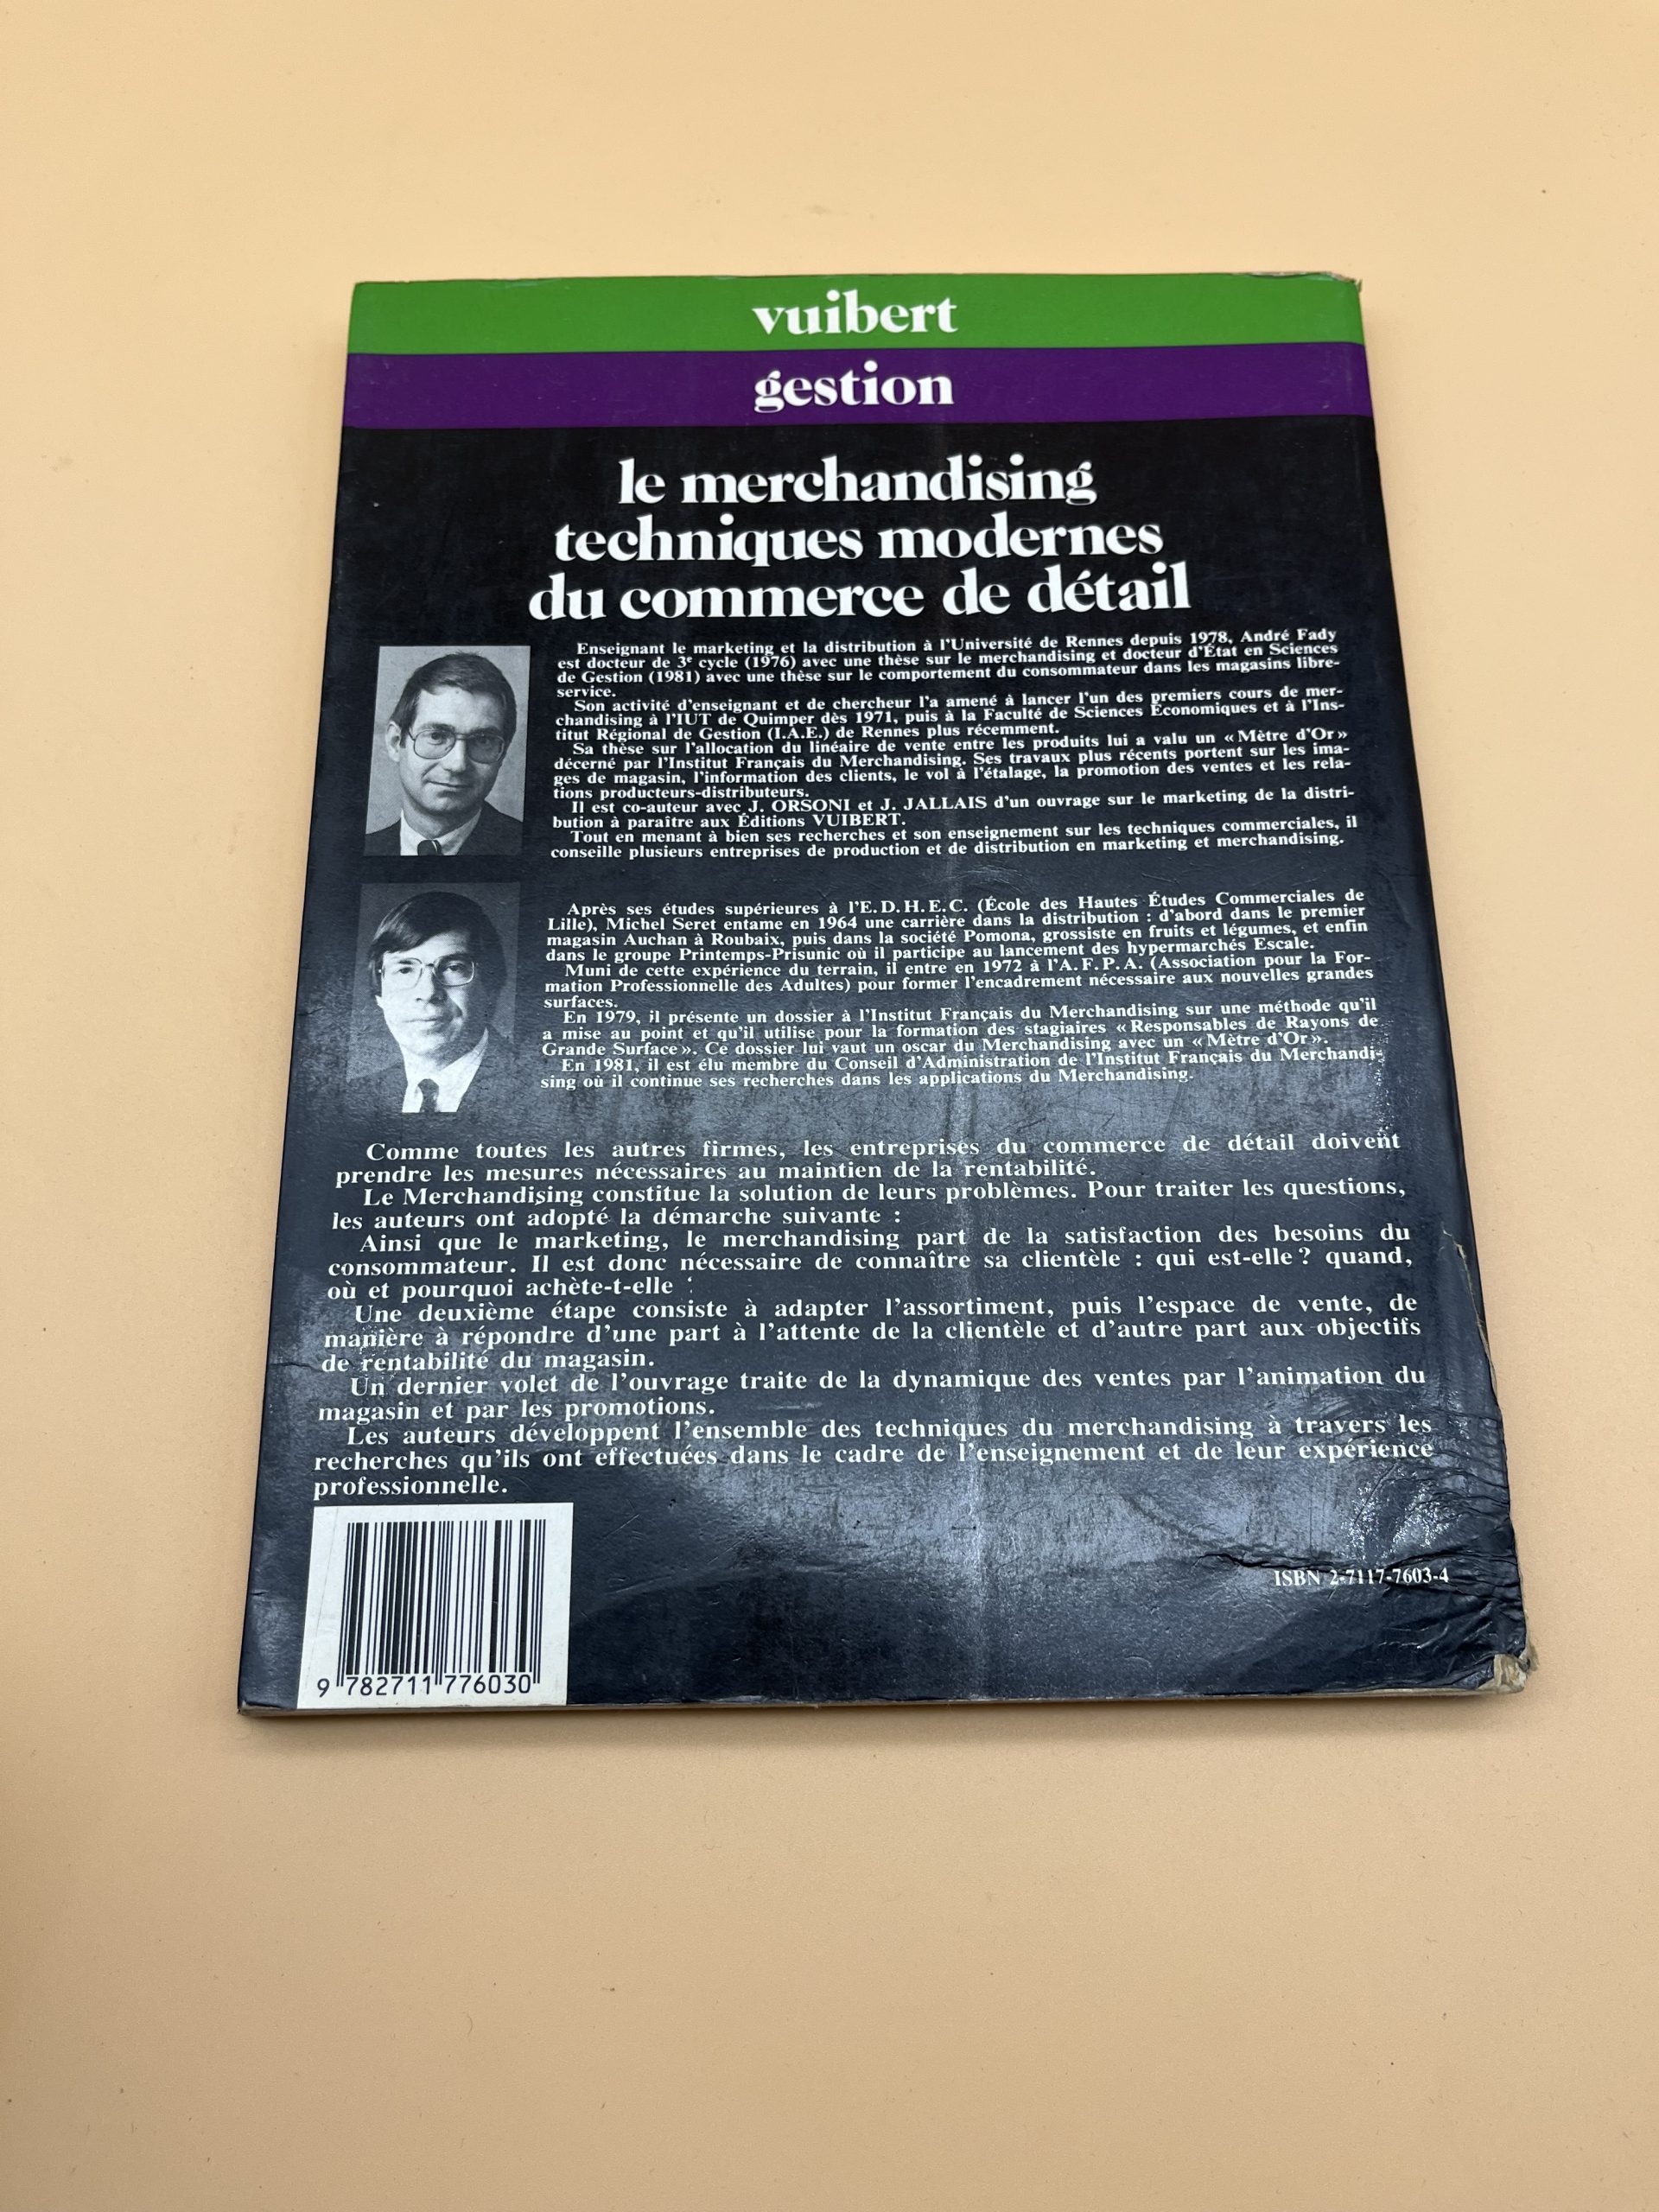 vuibert
gestion
le merchandising
techniques modernes
du commerce de détail
Enseignant le marketing et la distribution à l'Université de Rennes depuis 1978, André Fady
est docteur de 3e cycle (1976) avec une thèse sur le merchandising et docteur d'État en Sciences
de Gestion (1981) avec une thèse sur le comportement du consommateur dans les magasins libre-
service.
Son activité d'enseignant et de chercheur l'a amené à lancer l'un des premiers cours de mer-
chandising à l'IUT de Quimper dès 1971, puis à la Faculté de Sciences Économiques et à l'Ins-
titut Régional de Gestion (I.A.E.) de Rennes plus récemment.
Sa thèse sur l'allocation du linéaire de vente entre les produits lui a valu un « Mètre d'Or »
décerné par l'Institut Français du Merchandising. Ses travaux plus récents portent sur les ima-
ges de magasin, l'information des clients, le vol à l'étalage, la promotion des ventes et les rela-
tions producteurs-distributeurs.
Il est co-auteur avec J. ORSONI et J. JALLAIS d'un ouvrage sur le marketing de la distri-
bution à paraître aux Éditions VUIBERT.
Tout en menant à bien ses recherches et son enseignement sur les techniques commerciales, il
conseille plusieurs entreprises de production et de distribution en marketing et merchandising.
Après ses études supérieures à l'E.D.H.E.C. (École des Hautes Études Commerciales de
Lille), Michel Seret entame en 1964 une carrière dans la distribution : d'abord dans le premier
magasin Auchan à Roubaix, puis dans la société Pomona, grossiste en fruits et légumes, et enfin
dans le groupe Printemps-Prisunic où il participe au lancement des hypermarchés Escale.
Muni de cette expérience du terrain, il entre en 1972 à l'A.F.P.A. (Association pour la For-
mation Professionnelle des Adultes) pour former l'encadrement nécessaire aux nouvelles grandes
surfaces.
En 1979, il présente un dossier à l'Institut Français du Merchandising sur une méthode qu'il
a mise au point et qu'il utilise pour la formation des stagiaires « Responsables de Rayons de
Grande Surface ». Ce dossier lui vaut un oscar du Merchandising avec un « Mètre d'Or ».
En 1981, il est élu membre du Conseil d'Administration de l'Institut Français du Merchandi-
sing où il continue ses recherches dans les applications du Merchandising.
Comme toutes les autres firmes, les entreprises du commerce de détail doivent
prendre les mesures nécessaires au maintien de la rentabilité.
Le Merchandising constitue la solution de leurs problèmes. Pour traiter les questions,
les auteurs ont adopté la démarche suivante :
Ainsi que le marketing, le merchandising part de la satisfaction des besoins du
consommateur. Il est donc nécessaire de connaître sa clientèle : qui est-elle ? quand,
où et pourquoi achète-t-elle :
Une deuxième étape consiste à adapter l'assortiment, puis l'espace de vente, de
manière à répondre d'une part à l'attente de la clientèle et d'autre part aux objectifs
de rentabilité du magasin.
Un dernier volet de l'ouvrage traite de la dynamique des ventes par l'animation du
magasin et par les promotions.
Les auteurs développent l'ensemble des techniques du merchandising à travers les
recherches qu'ils ont effectuées dans le cadre de l'enseignement et de leur expérience
professionnelle.
ISBN 2-7117-7603-4
9 782711 776030